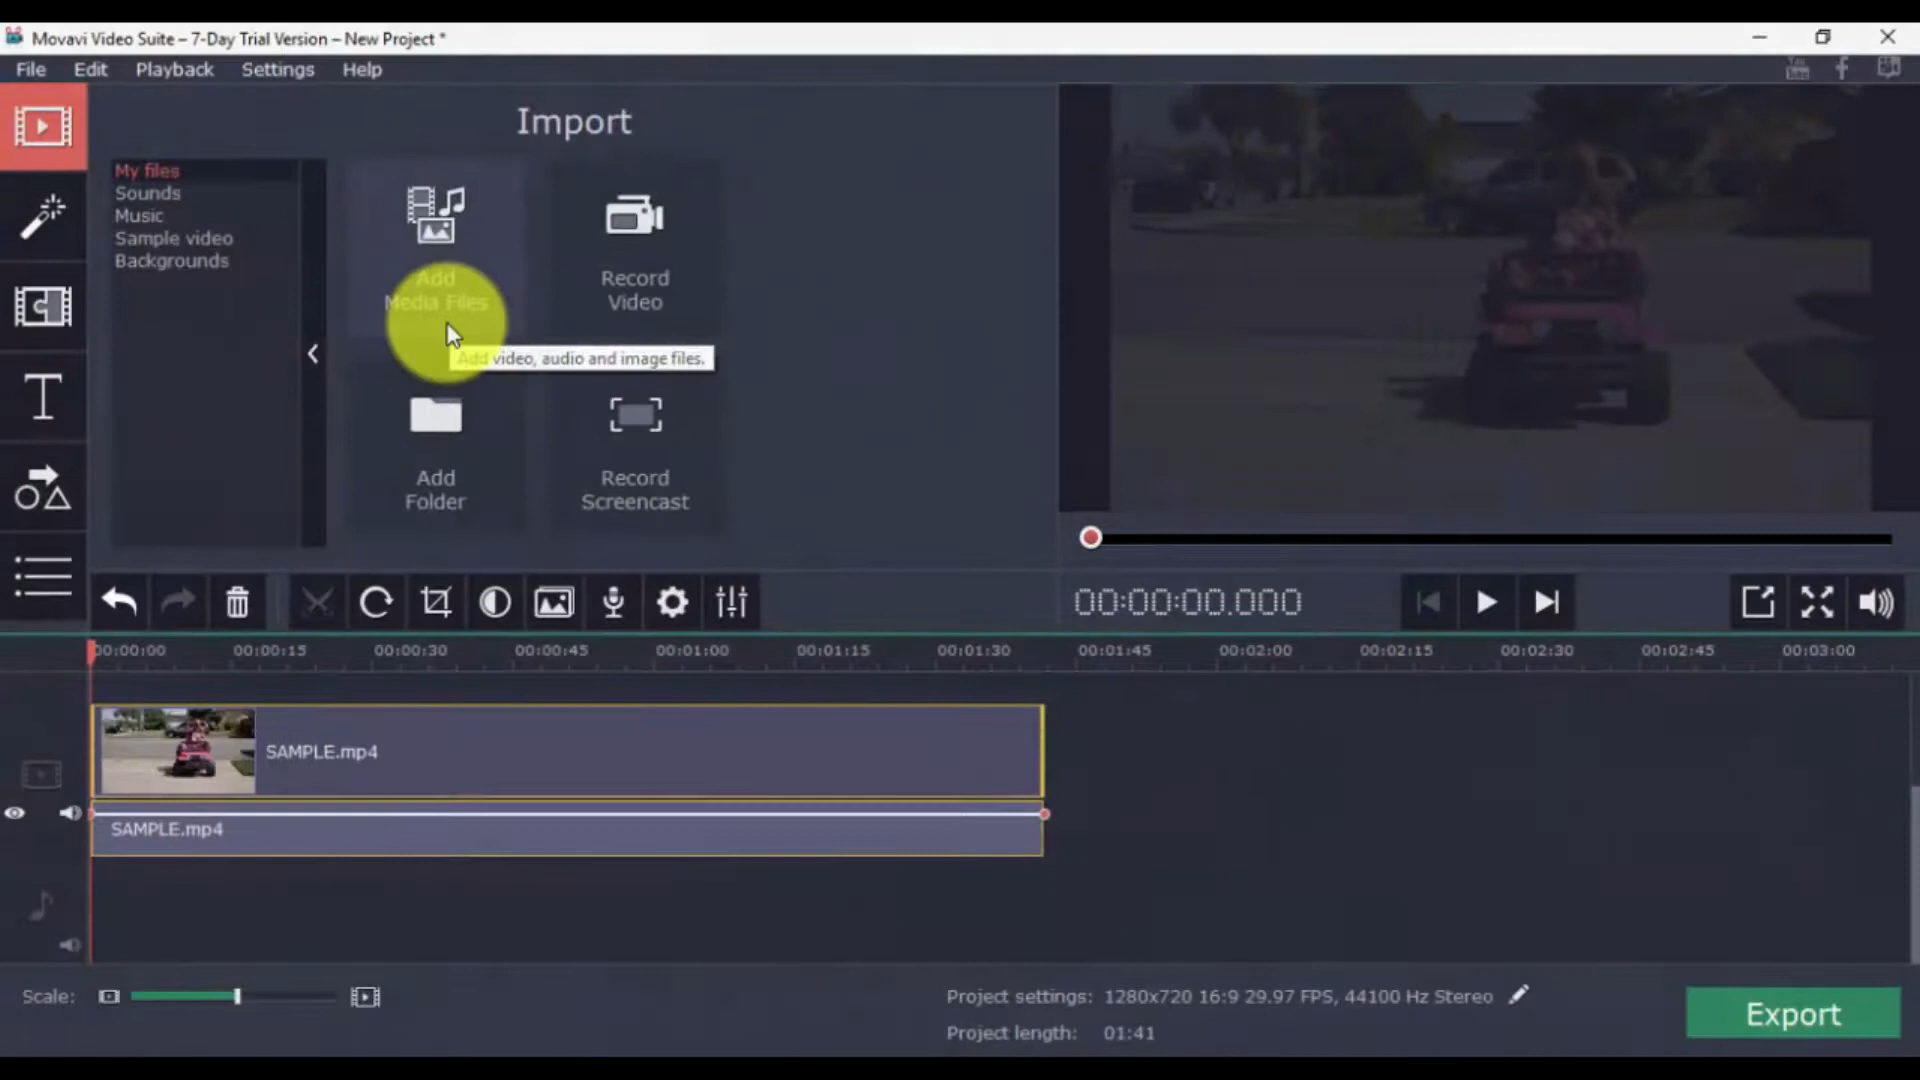 Movavi Video Suite – 7-Day Trial Version – New Project *
File Edit Playback Settings Help
Import
My files
Sounds
Music
Sample video
Backgrounds
Add
Media Files
Record
Video
Add video, audio and image files.
Add
Folder
Record
Screencast
00:00:00.000
00:00:00 00:00:15 00:00:30 00:00:45 00:01:00 00:01:15 00:01:30 00:01:45 00:02:00 00:02:15 00:02:30 00:02:45 00:03:00
SAMPLE.mp4
SAMPLE.mp4
Scale:
Project settings: 1280x720 16:9 29.97 FPS, 44100 Hz Stereo
Project length: 01:41
Export